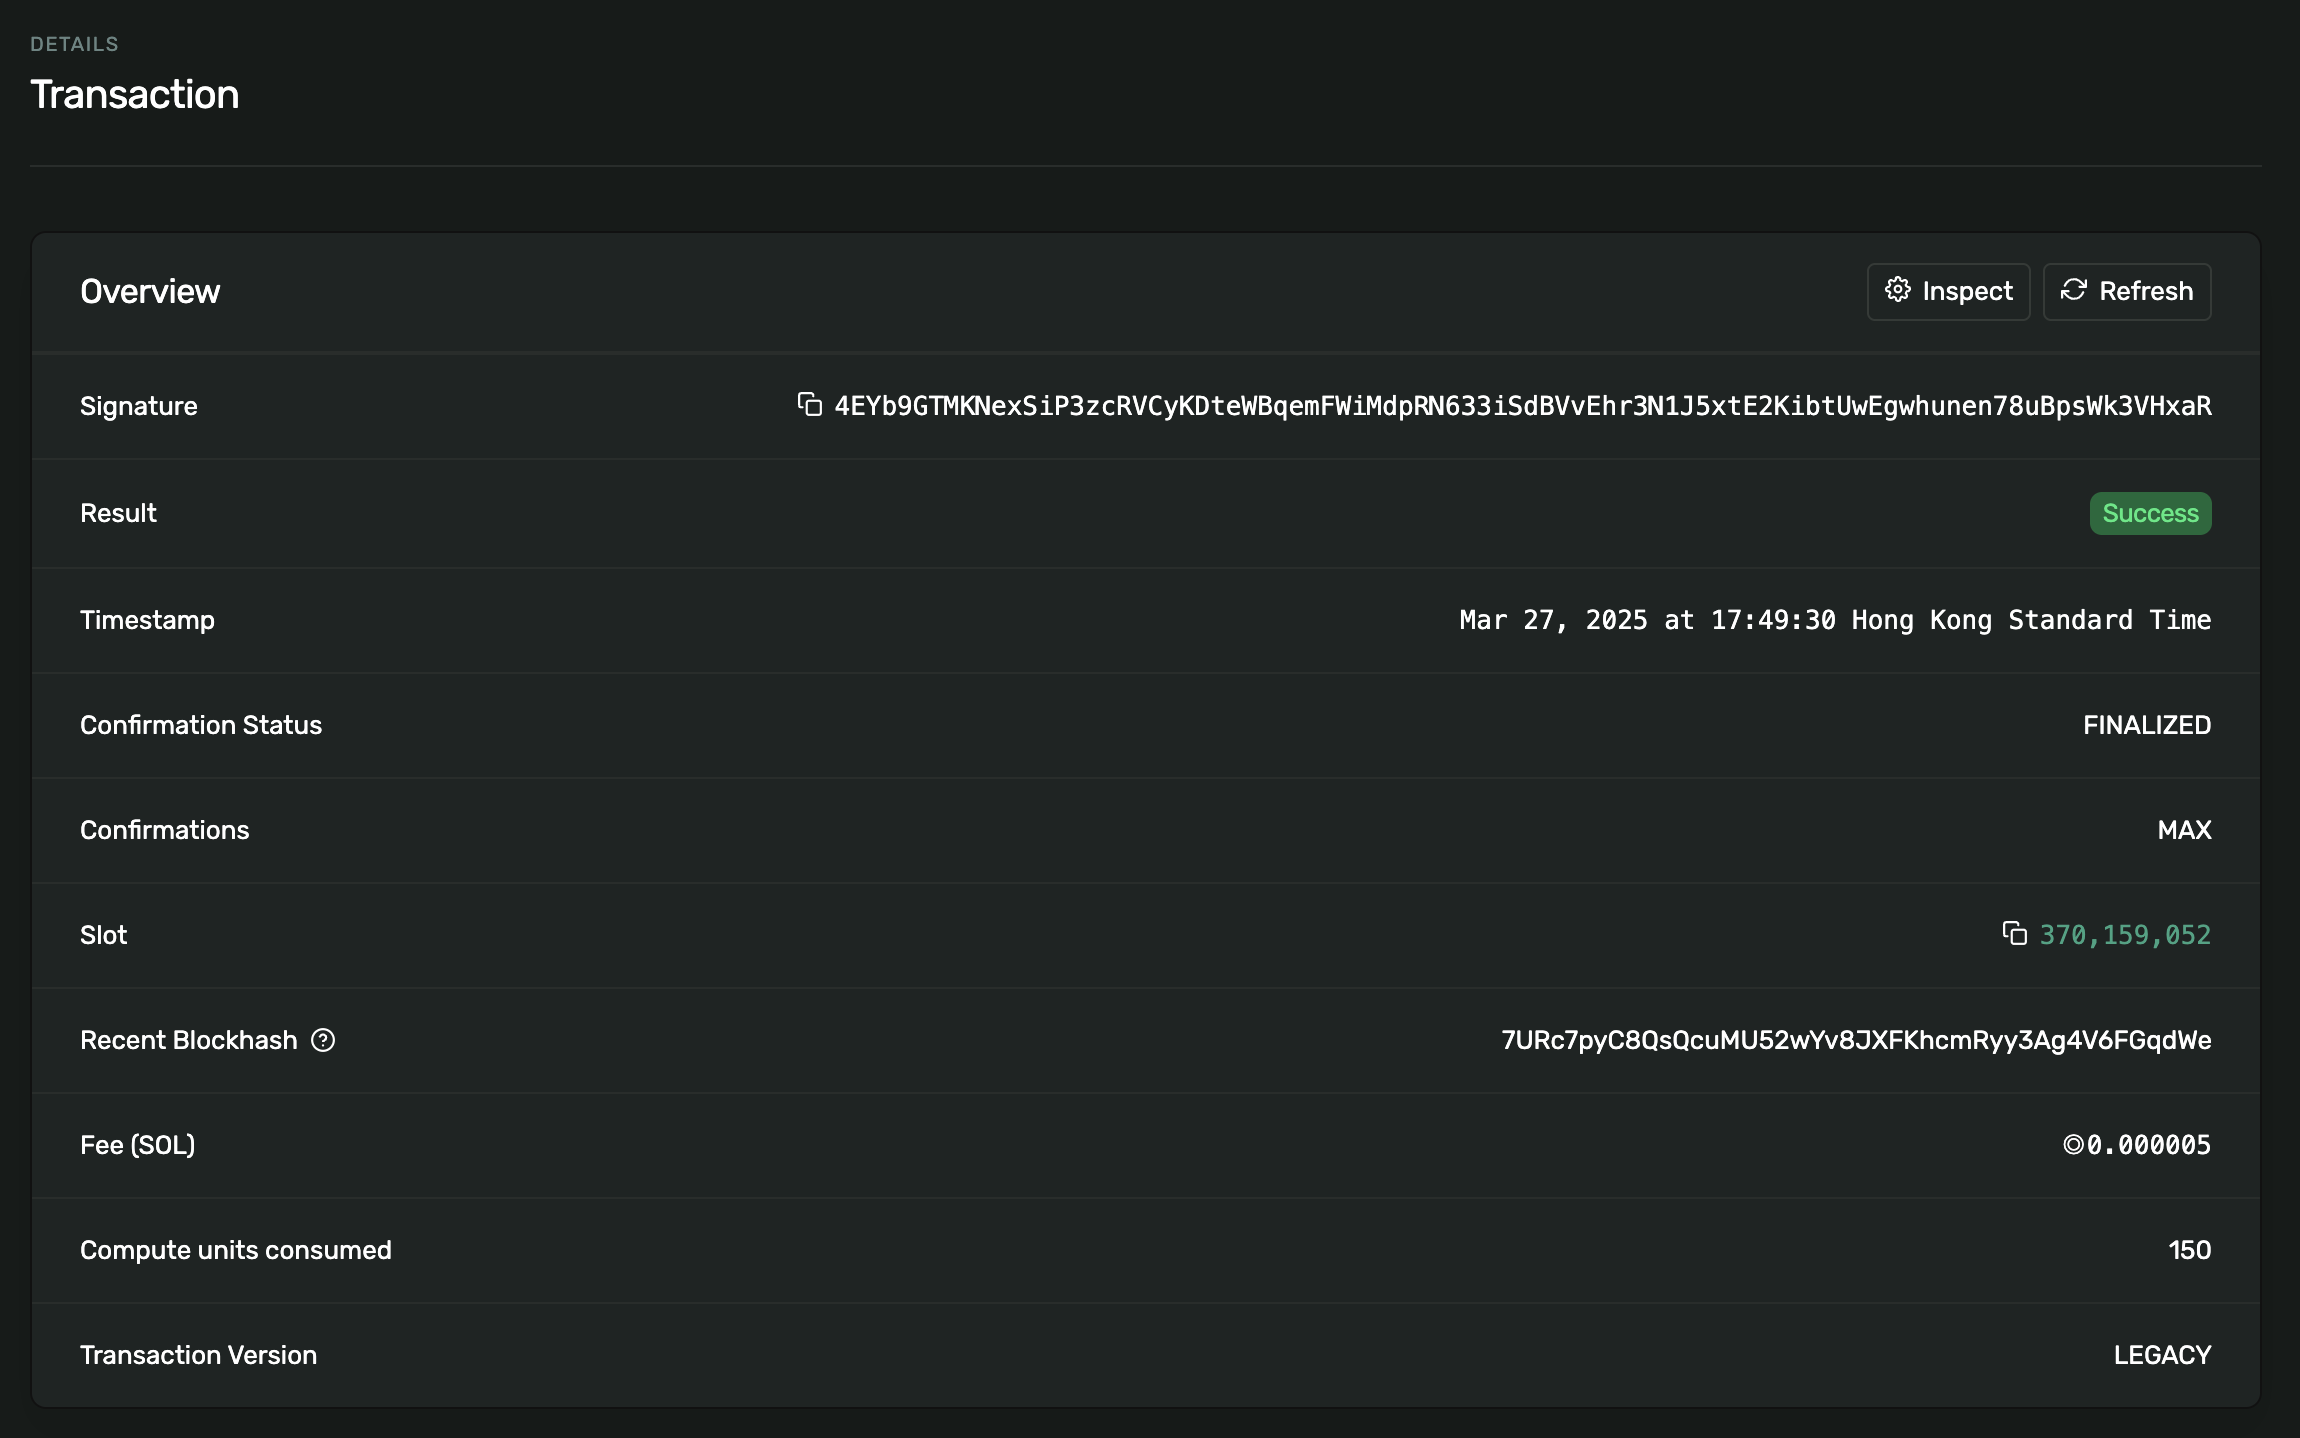 DETAILS
Transaction
Overview
Inspect
Refresh
Signature
4EYb9GTMKNexSiP3zcRVCyKDteWBqemFWiMdpRN633iSdBVvEhr3N1J5xtE2KibtUwEgwhunen78uBpsWk3VHxaR
Result
Success
Timestamp
Mar 27, 2025 at 17:49:30 Hong Kong Standard Time
Confirmation Status
FINALIZED
Confirmations
MAX
Slot
370,159,052
Recent Blockhash
7URc7pyC8QsQcuMU52wYv8JXFKhcmRyy3Ag4V6FGqdWe
Fee (SOL)
◎0.000005
Compute units consumed
150
Transaction Version
LEGACY